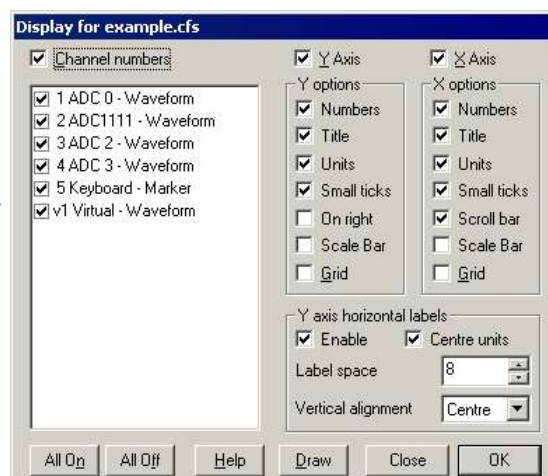 Display for example.cfs
Channel numbers
Y Axis
X Axis
1 ADC 0 - Waveform
2 ADC1111 - Waveform
3 ADC 2 - Waveform
4 ADC 3 - Waveform
5 Keyboard - Marker
v1 Virtual - Waveform
Y options
Numbers
Title
Units
Small ticks
On right
Scale Bar
Grid
X options
Numbers
Title
Units
Small ticks
Scroll bar
Scale Bar
Grid
Y axis horizontal labels
Enable
Centre units
Label space
8
Vertical alignment
Centre
All On
All Off
Help
Draw
Close
OK